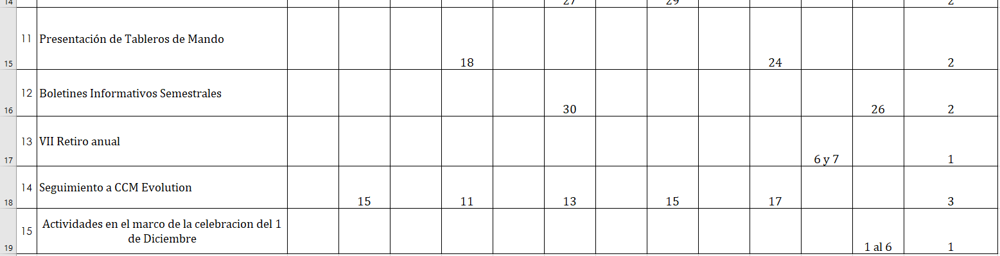 14 27 29 2
11 Presentación de Tableros de Mando
15 18 24 2
12 Boletines Informativos Semestrales
16 30 26 2
13 VII Retiro anual
17 6 y 7 1
14 Seguimiento a CCM Evolution
18 15 11 13 15 17 3
15 Actividades en el marco de la celebracion del 1
de Diciembre
19 1 al 6 1